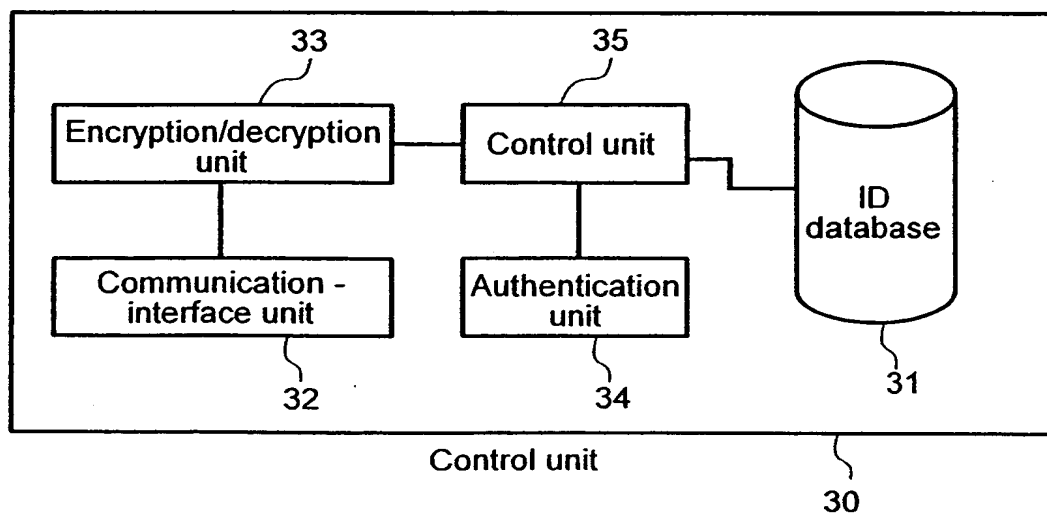 33
35
Encryption/decryption
unit
Control unit
ID
database
Communication -
interface unit
Authentication
unit
32
34
31
Control unit
30